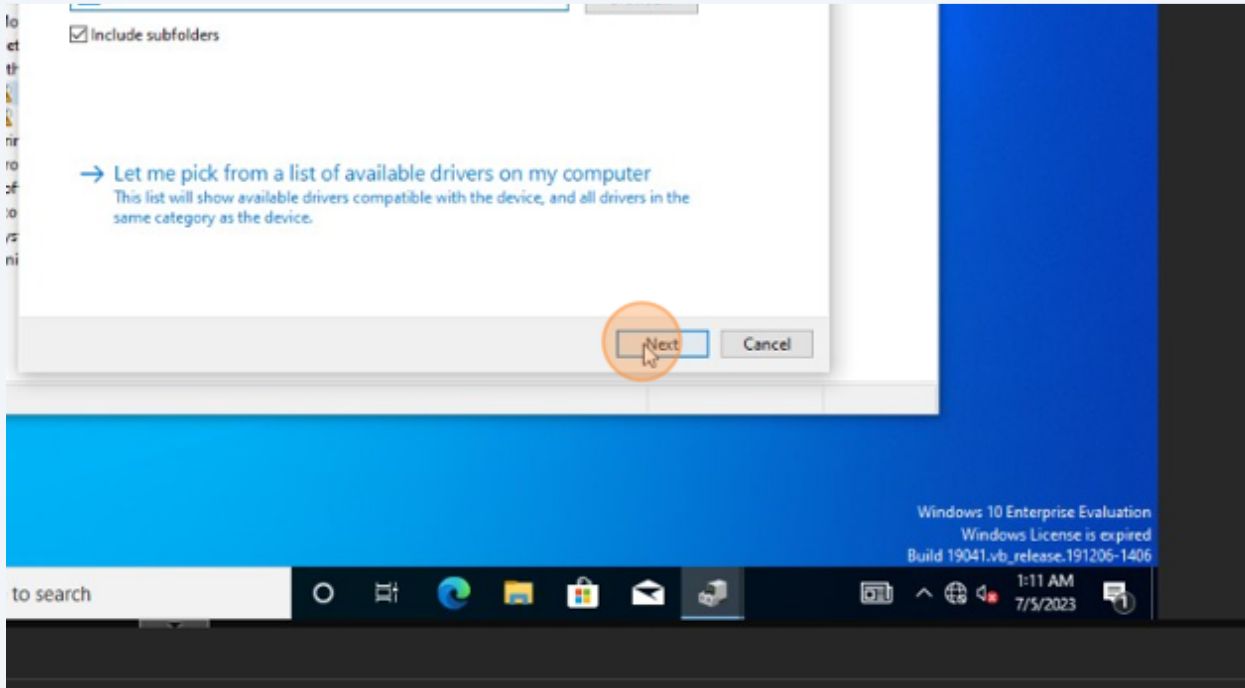 Include subfolders
Let me pick from a list of available drivers on my computer
This list will show available drivers compatible with the device, and all drivers in the
same category as the device.
Next
Cancel
Windows 10 Enterprise Evaluation
Windows License is expired
Build 19041.vb_release.191206-1406
to search
1:11 AM
7/5/2023
1